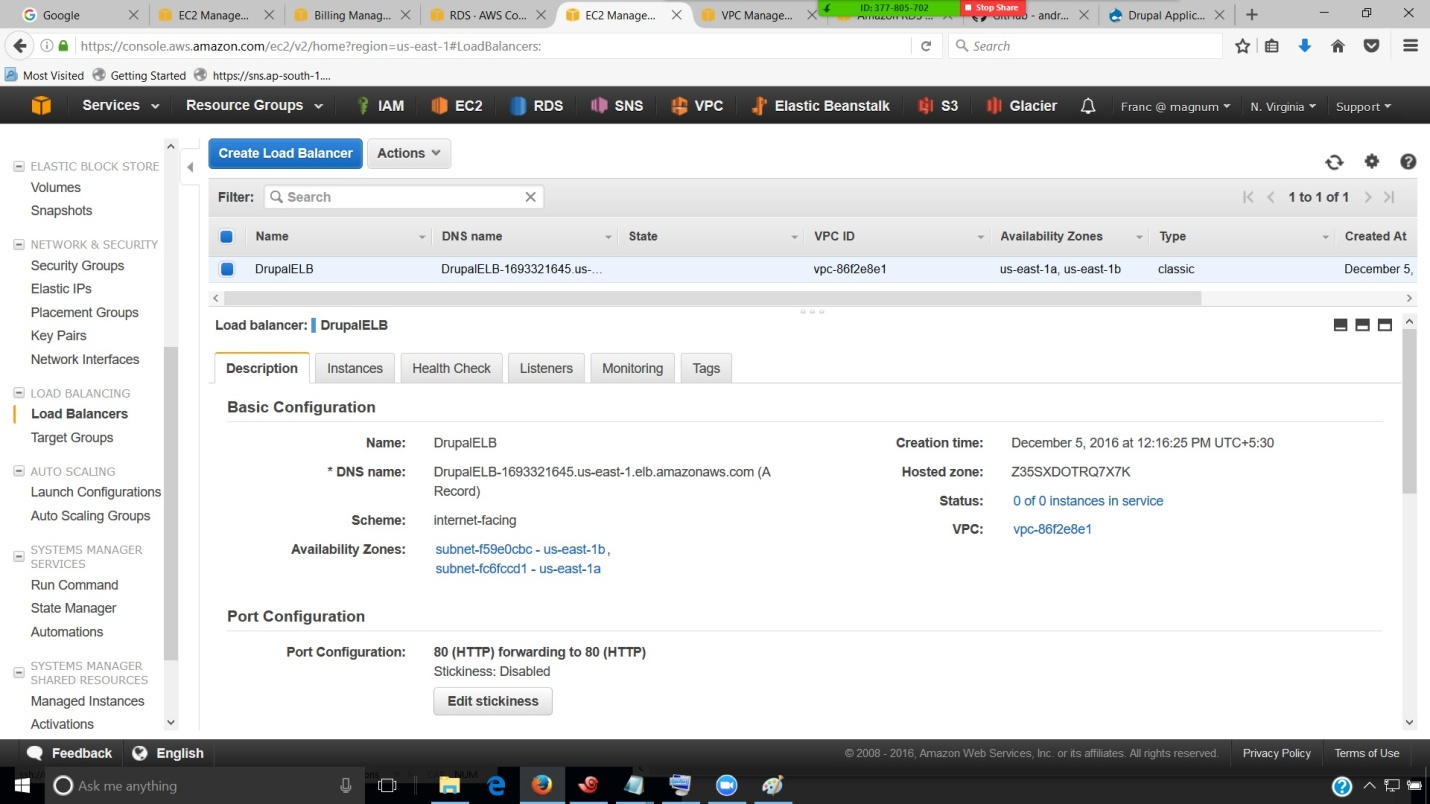 Google
EC2 Manage...
Billing Manag...
RDS · AWS Co...
EC2 Manage...
VPC Manage...
ID: 377-805-702
Stop Share
Drupal Applic...
https://console.aws.amazon.com/ec2/v2/home?region=us-east-1#LoadBalancers:
Search
Most Visited
Getting Started
https://sns.ap-south-1....
Services
Resource Groups
IAM
EC2
RDS
SNS
VPC
Elastic Beanstalk
S3
Glacier
Franc @ magnum
N. Virginia
Support
ELASTIC BLOCK STORE
Volumes
Snapshots
NETWORK & SECURITY
Security Groups
Elastic IPs
Placement Groups
Key Pairs
Network Interfaces
LOAD BALANCING
Load Balancers
Target Groups
AUTO SCALING
Launch Configurations
Auto Scaling Groups
SYSTEMS MANAGER
SERVICES
Run Command
State Manager
Automations
SYSTEMS MANAGER
SHARED RESOURCES
Managed Instances
Activations
Create Load Balancer
Actions
Filter:
Search
1 to 1 of 1
Name
DNS name
State
VPC ID
Availability Zones
Type
Created At
DrupalELB
DrupalELB-1693321645.us-...
vpc-86f2e8e1
us-east-1a, us-east-1b
classic
December 5,
Load balancer: DrupalELB
Description
Instances
Health Check
Listeners
Monitoring
Tags
Basic Configuration
Name: DrupalELB
* DNS name: DrupalELB-1693321645.us-east-1.elb.amazonaws.com (A
Record)
Scheme: internet-facing
Availability Zones: subnet-f59e0cbc - us-east-1b,
subnet-fc6fccd1 - us-east-1a
Creation time: December 5, 2016 at 12:16:25 PM UTC+5:30
Hosted zone: Z35SXDOTRQ7X7K
Status: 0 of 0 instances in service
VPC: vpc-86f2e8e1
Port Configuration
Port Configuration: 80 (HTTP) forwarding to 80 (HTTP)
Stickiness: Disabled
Edit stickiness
Feedback
English
© 2008 - 2016, Amazon Web Services, Inc. or its affiliates. All rights reserved.
Privacy Policy
Terms of Use
Ask me anything
NUM